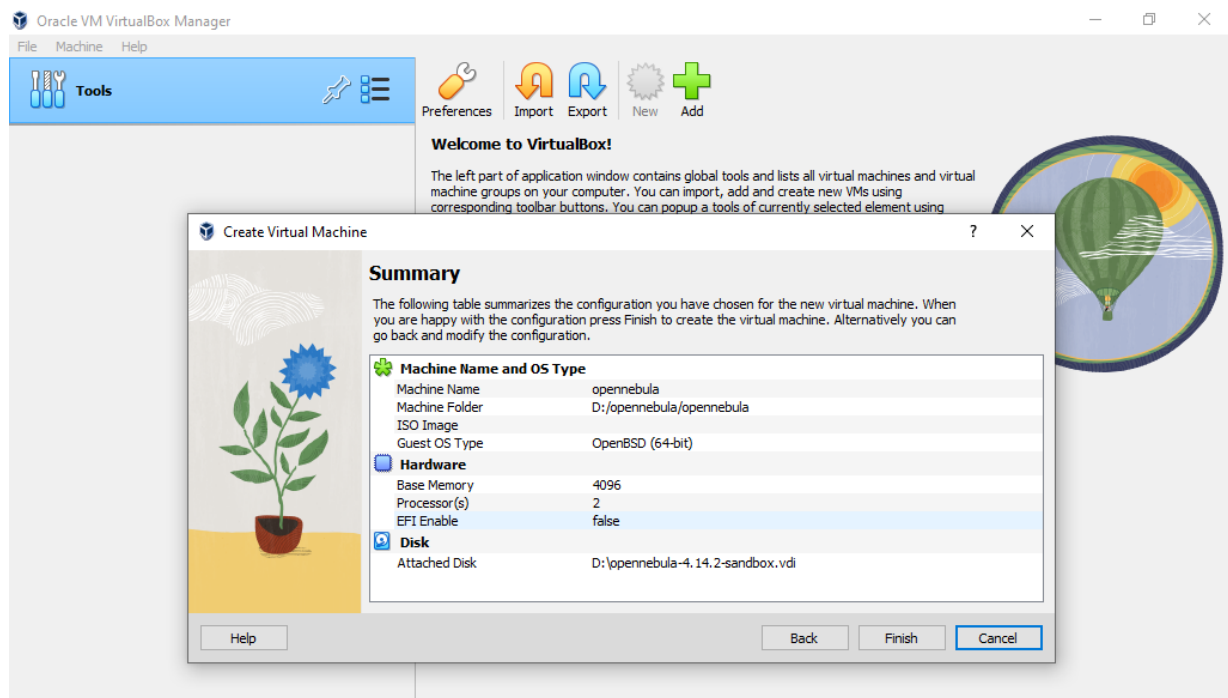 Oracle VM VirtualBox Manager
File Machine Help
Tools
Preferences Import Export New Add
Welcome to VirtualBox!
The left part of application window contains global tools and lists all virtual machines and virtual
machine groups on your computer. You can import, add and create new VMs using
corresponding toolbar buttons. You can popup a tools of currently selected element using
Create Virtual Machine ?
Summary
The following table summarizes the configuration you have chosen for the new virtual machine. When
you are happy with the configuration press Finish to create the virtual machine. Alternatively you can
go back and modify the configuration.
Machine Name and OS Type
Machine Name opennebula
Machine Folder D:/opennebula/opennebula
ISO Image
Guest OS Type OpenBSD (64-bit)
Hardware
Base Memory 4096
Processor(s) 2
EFI Enable false
Disk
Attached Disk D:\opennebula-4.14.2-sandbox.vdi
Help Back Finish Cancel